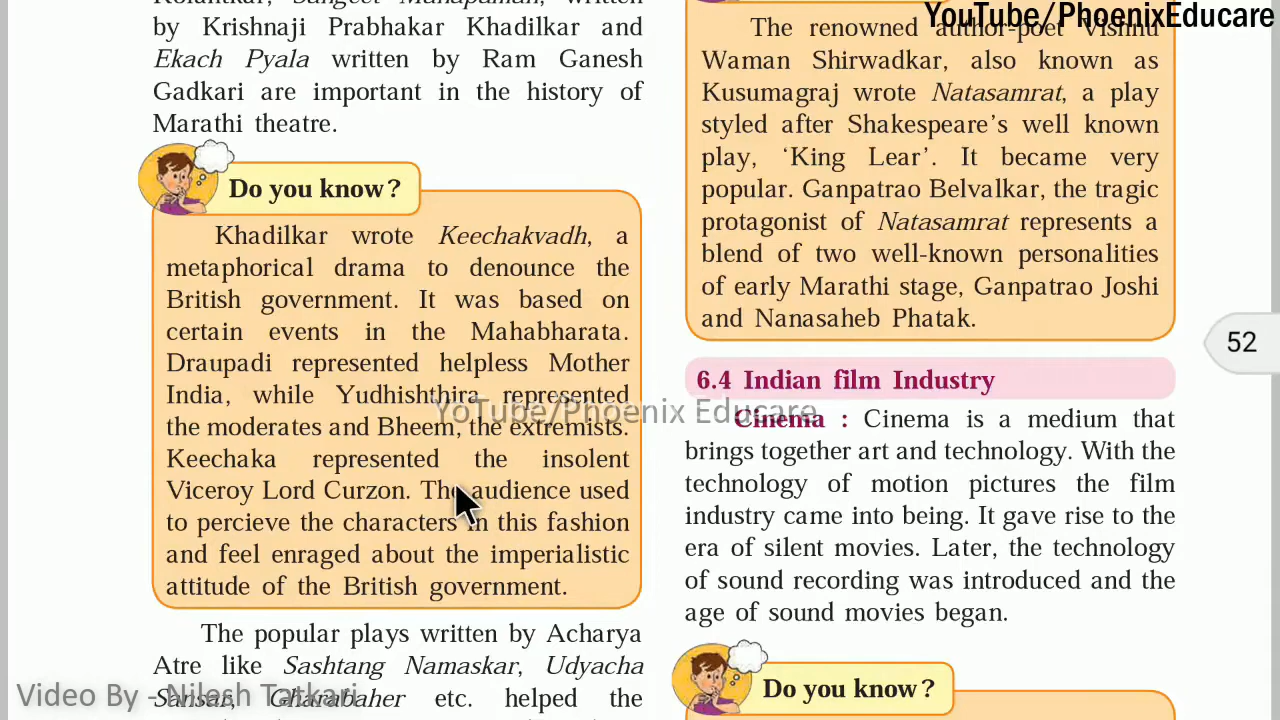 Kolahtkar, Sangeet Manapaman, written
by Krishnaji Prabhakar Khadilkar and
Ekach Pyala written by Ram Ganesh
Gadkari are important in the history of
Marathi theatre.
Do you know?
Khadilkar wrote Keechakvadh, a
metaphorical drama to denounce the
British government. It was based on
certain events in the Mahabharata.
Draupadi represented helpless Mother
India, while Yudhishthira represented
the moderates and Bheem, the extremists.
Keechaka represented the insolent
Viceroy Lord Curzon. The audience used
to percieve the characters in this fashion
and feel enraged about the imperialistic
attitude of the British government.
The popular plays written by Acharya
Atre like Sashtang Namaskar, Udyacha
Sansar, Gharabaher etc. helped the
YouTube/PhoenixEducare
The renowned author-poet Vishnu
Waman Shirwadkar, also known as
Kusumagraj wrote Natasamrat, a play
styled after Shakespeare's well known
play, 'King Lear'. It became very
popular. Ganpatrao Belvalkar, the tragic
protagonist of Natasamrat represents a
blend of two well-known personalities
of early Marathi stage, Ganpatrao Joshi
and Nanasaheb Phatak.
52
6.4 Indian film Industry
Cinema : Cinema is a medium that
brings together art and technology. With the
technology of motion pictures the film
industry came into being. It gave rise to the
era of silent movies. Later, the technology
of sound recording was introduced and the
age of sound movies began.
Do you know?
YoTube/Phoenix Educare
Video By - Nilesh Tatkari